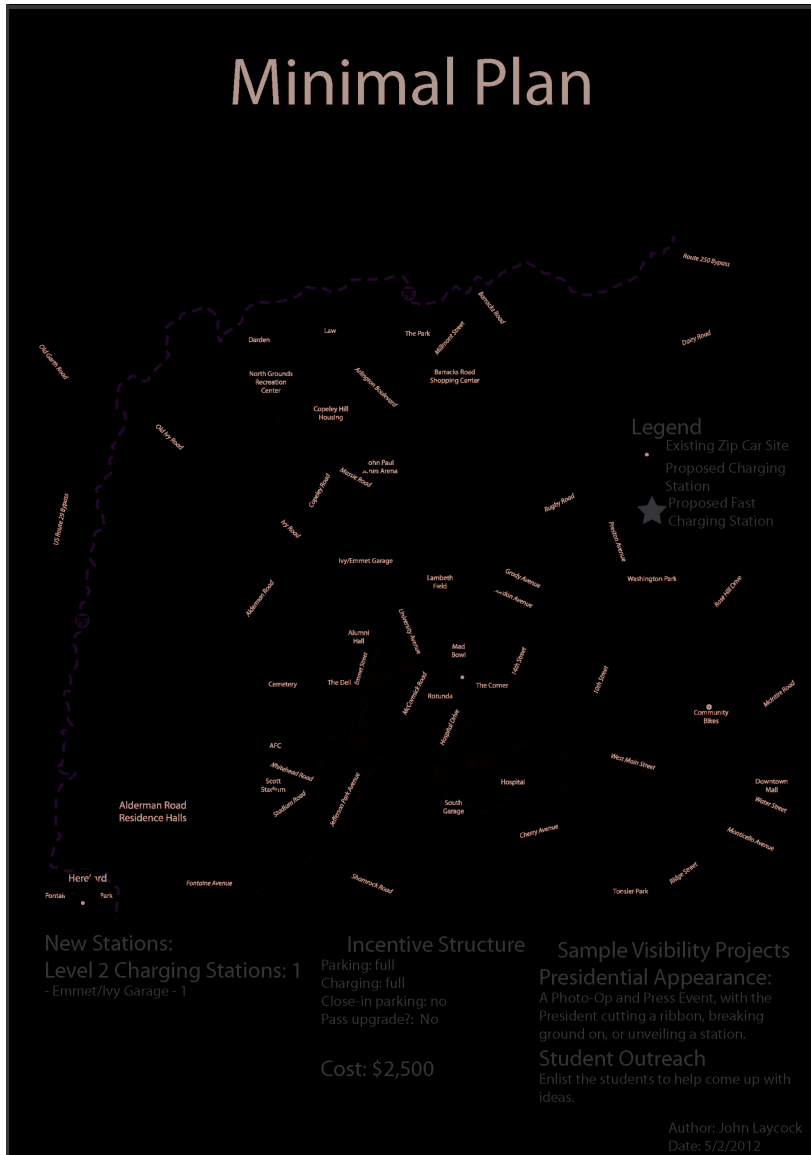 Minimal Plan
Route 250 Bypass
Barracks Road
Millmont Street
Law
The Park
Darden
Dairy Road
Old Garth Road
North Grounds
Recreation
Center
Arlington Boulevard
Barracks Road
Shopping Center
Copeley Hill
Housing
Old Ivy Road
Legend
Existing Zip Car Site
Proposed Charging
Station
Proposed Fast
Charging Station
John Paul
Jones Arena
Massie Road
Copeley Road
US Route 29 Bypass
Rugby Road
Ivy Road
Preston Avenue
Ivy/Emmet Garage
Lambeth
Field
Grady Avenue
Washington Park
Rose Hill Drive
Alderman Road
University Avenue
Alumni
Hall
Mad
Bowl
14th Street
Emmet Street
Cemetery
The Dell
McCormick Road
Rotunda
The Corner
10th Street
McIntire Road
Community
Bikes
Hospital Drive
AFC
Whitehead Road
West Main Street
Scott
Stadium
Stadium Road
Jefferson Park Avenue
Hospital
Downtown
Mall
Water Street
South
Garage
Alderman Road
Residence Halls
Cherry Avenue
Monticello Avenue
Ridge Street
Hereford
Park
Fontaine Avenue
Shamrock Road
Tonsler Park
New Stations:
Level 2 Charging Stations: 1
- Emmet/Ivy Garage - 1
Incentive Structure
Parking: full
Charging: full
Close-in parking: no
Pass upgrade?: No
Cost: $2,500
Sample Visibility Projects
Presidential Appearance:
A Photo-Op and Press Event, with the
President cutting a ribbon, breaking
ground on, or unveiling a station.
Student Outreach
Enlist the students to help come up with
ideas.
Author: John Laycock
Date: 5/2/2012